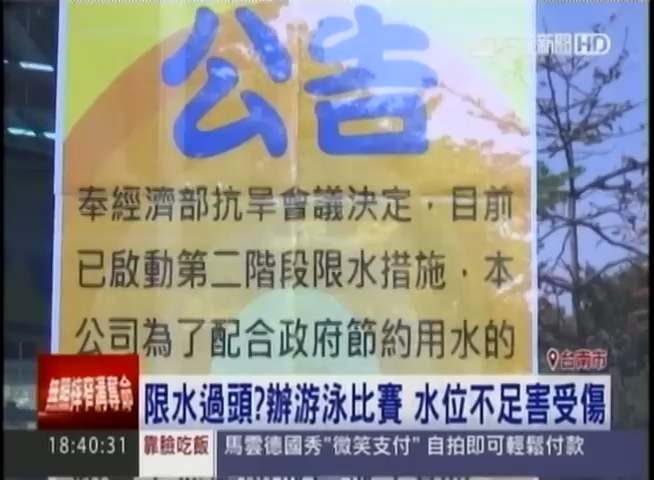 公告
新聞HD
奉經濟部抗旱會議決定，目前
已啟動第二階段限水措施，本
公司為了配合政府節約用水的
台南市
限水過頭?辦游泳比賽 水位不足害受傷
18:40:31
靠臉吃飯
馬雲德國秀"微笑支付" 自拍即可輕鬆付款